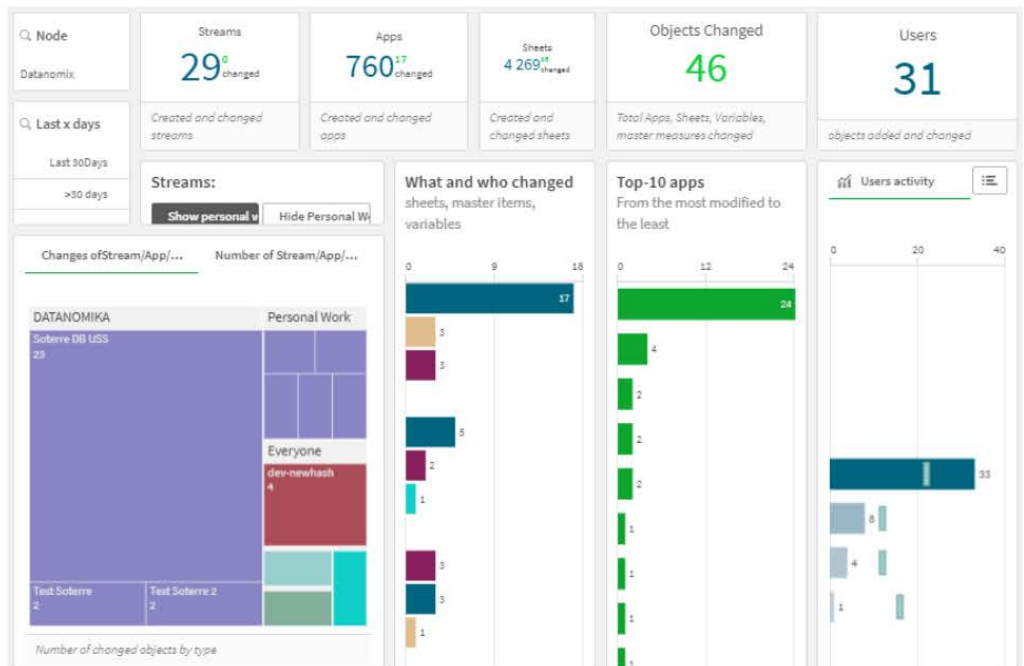 Node
Datanomix
Last x days
Last 30Days
>30 days
Streams
29 0 changed
Created and changed
streams
Apps
760 17 changed
Created and changed
apps
Sheets
4 269 changed
Created and
changed sheets
Objects Changed
46
Total Apps, Sheets, Variables,
master measures changed
Users
31
objects added and changed
Streams:
Show personal w
Hide Personal W
Changes ofStream/App/...
Number of Stream/App/...
DATANOMIKA
Personal Work
Soterre DB USS
23
Everyone
dev-newhash
4
Test Soterre
2
Test Soterre 2
2
Number of changed objects by type
What and who changed
sheets, master items,
variables
0 9 18
17
3
3
5
2
1
3
3
1
Top-10 apps
From the most modified to
the least
0 12 24
24
4
2
2
2
1
1
1
1
Users activity
0 20 40
33
8
4
1